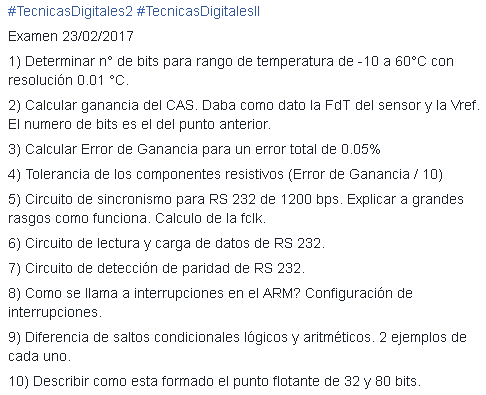 #TecnicasDigitales2 #TecnicasDigitalesII
Examen 23/02/2017
1) Determinar n° de bits para rango de temperatura de -10 a 60°C con
resolución 0.01 °C.
2) Calcular ganancia del CAS. Daba como dato la FdT del sensor y la Vref.
El numero de bits es el del punto anterior.
3) Calcular Error de Ganancia para un error total de 0.05%
4) Tolerancia de los componentes resistivos (Error de Ganancia / 10)
5) Circuito de sincronismo para RS 232 de 1200 bps. Explicar a grandes
rasgos como funciona. Calculo de la fclk.
6) Circuito de lectura y carga de datos de RS 232.
7) Circuito de detección de paridad de RS 232.
8) Como se llama a interrupciones en el ARM? Configuración de
interrupciones.
9) Diferencia de saltos condicionales lógicos y aritméticos. 2 ejemplos de
cada uno.
10) Describir como esta formado el punto flotante de 32 y 80 bits.